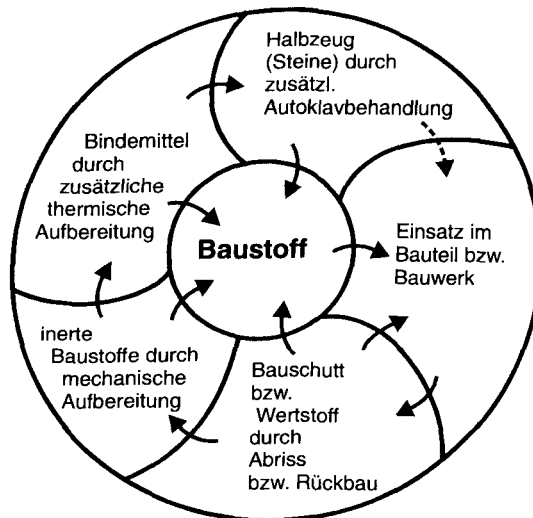 Halbzeug
(Steine) durch
zusätzl.
Autoklavbehandlung
Bindemittel
durch
zusätzliche
thermische
Aufbereitung
Baustoff
Einsatz im
Bauteil bzw.
Bauwerk
inerte
Baustoffe durch
mechanische
Aufbereitung
Bauschutt
bzw.
Wertstoff
durch
Abriss
bzw. Rückbau